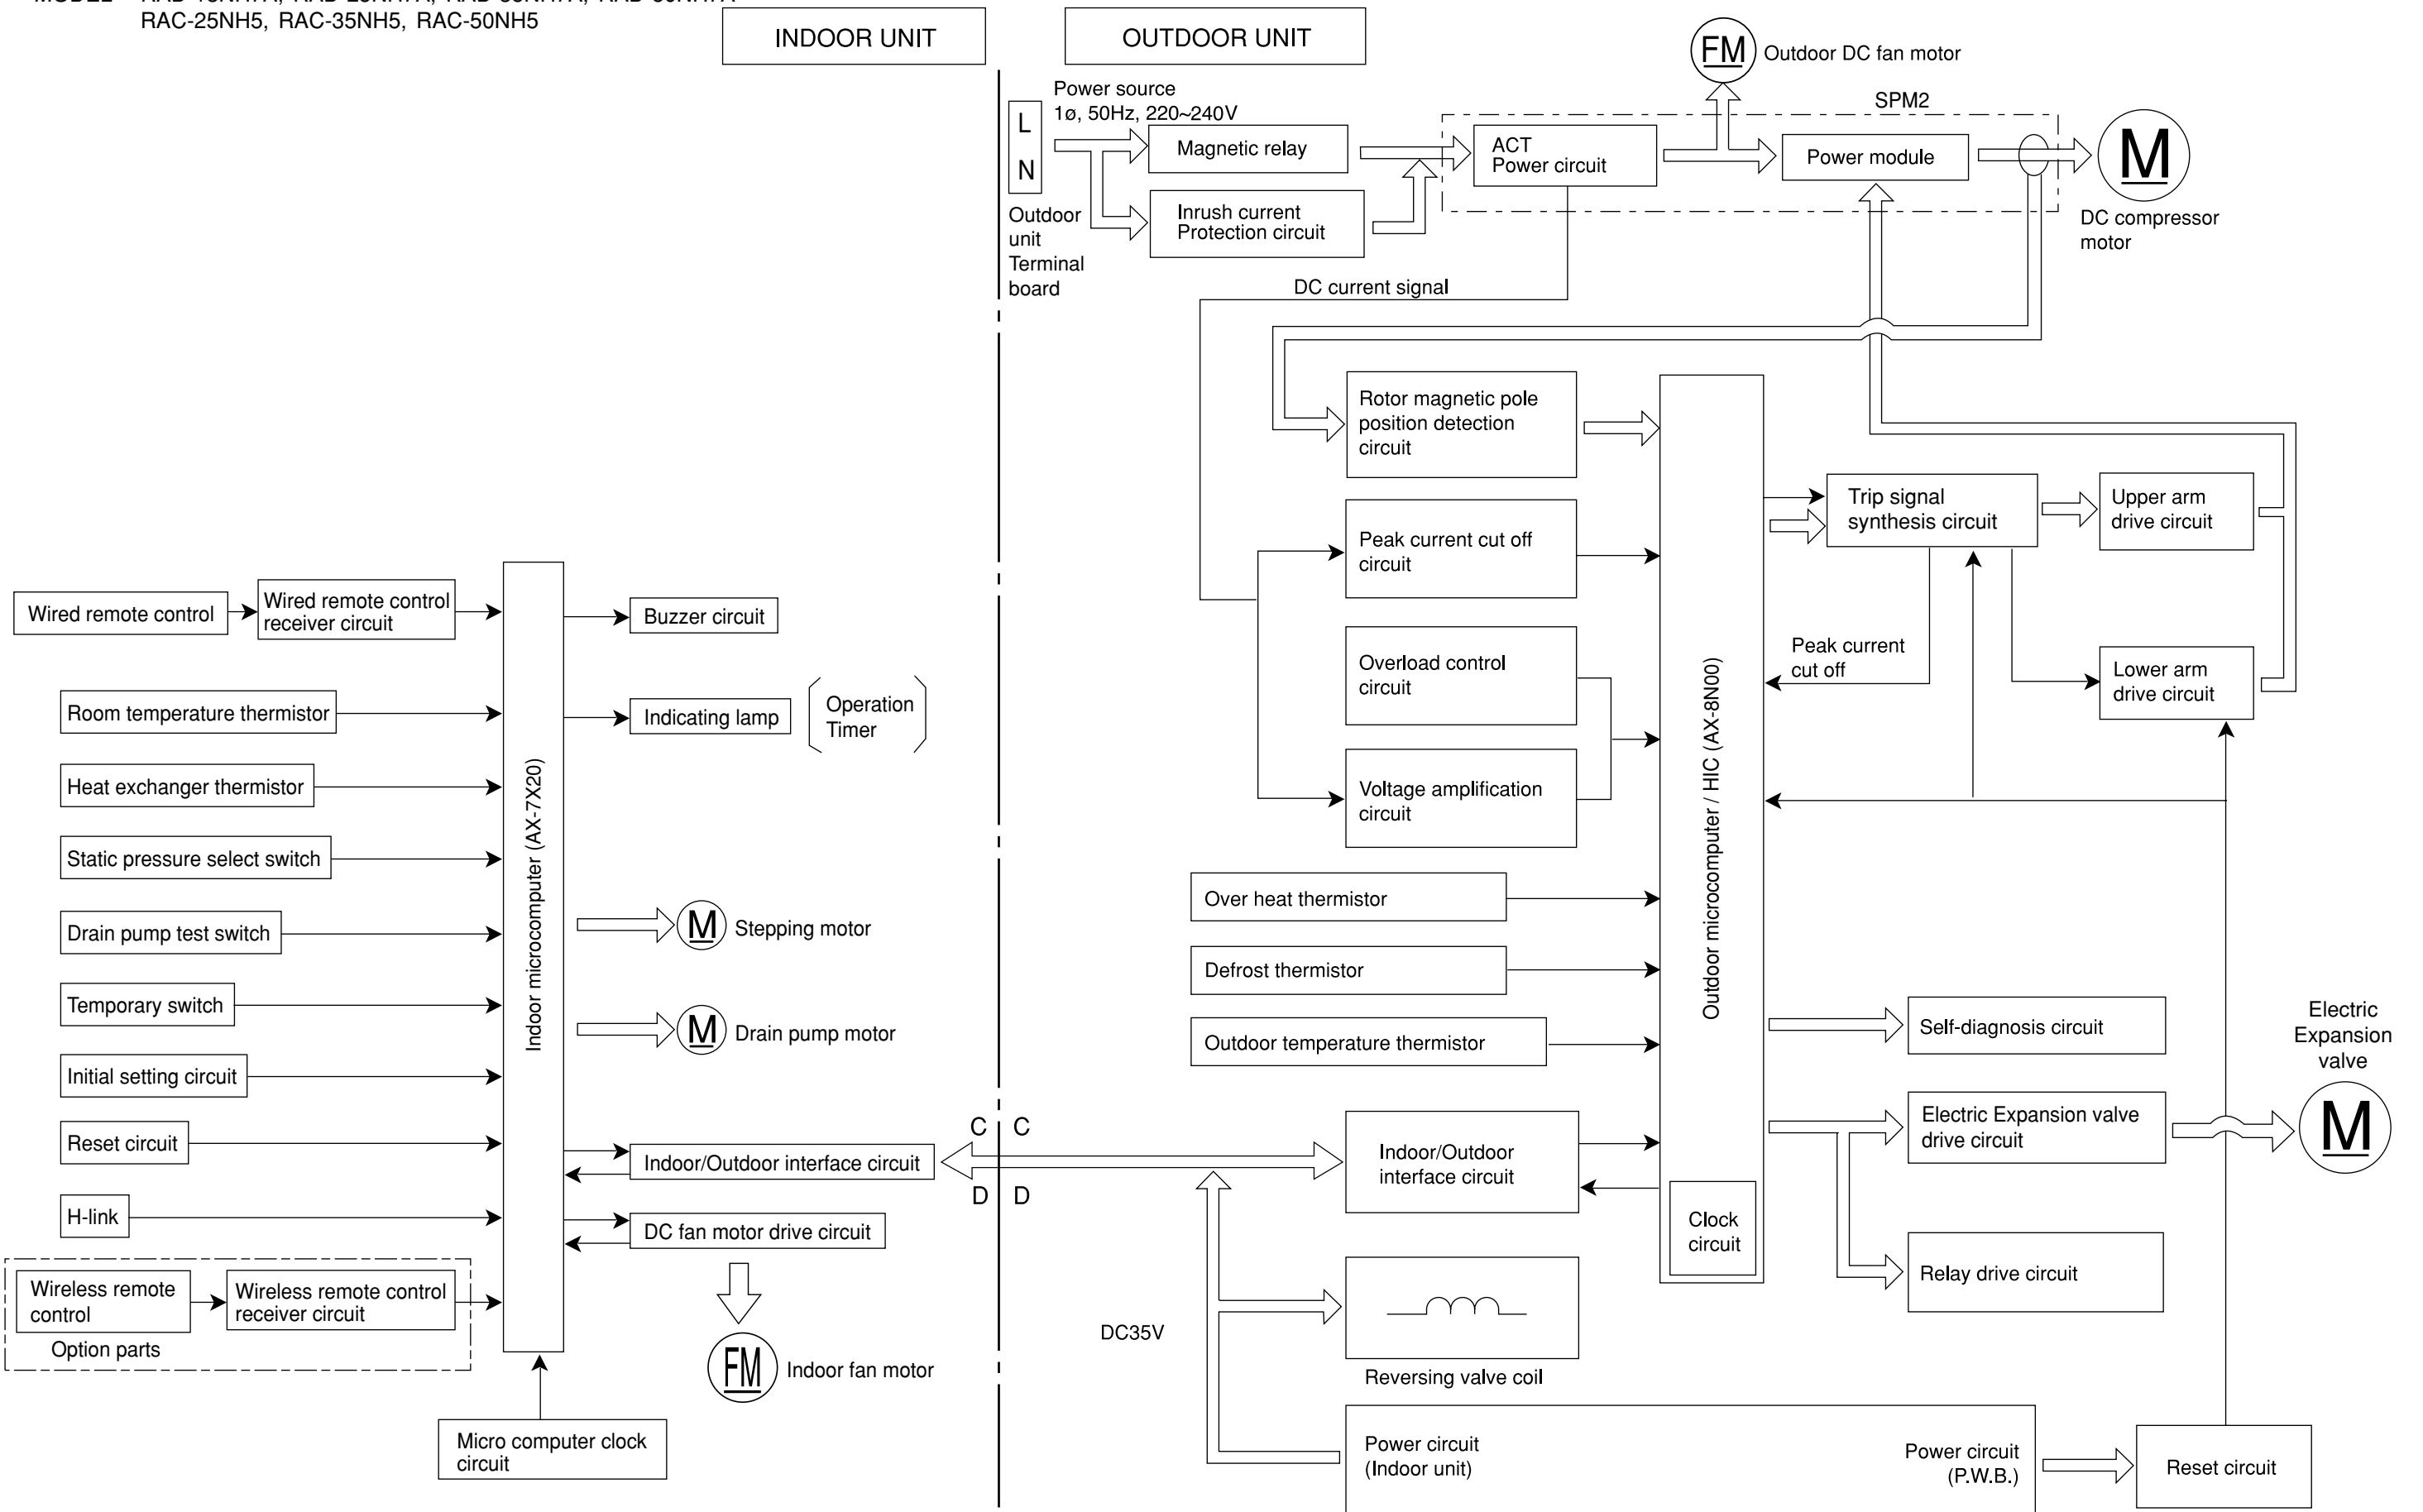 RAC-25NH5, RAC-35NH5, RAC-50NH5
INDOOR UNIT
OUTDOOR UNIT
FM
Outdoor DC fan motor
Power source
1ø, 50Hz, 220~240V
SPM2
L
N
Magnetic relay
ACT
Power circuit
Power module
M
Outdoor
unit
Terminal
board
Inrush current
Protection circuit
DC compressor
motor
DC current signal
Rotor magnetic pole
position detection
circuit
Trip signal
synthesis circuit
Upper arm
drive circuit
Peak current cut off
circuit
Overload control
circuit
Peak current
cut off
Lower arm
drive circuit
Voltage amplification
circuit
Outdoor microcomputer / HIC (AX-8N00)
Over heat thermistor
Defrost thermistor
Outdoor temperature thermistor
Self-diagnosis circuit
Electric
Expansion
valve
M
Electric Expansion valve
drive circuit
Indoor/Outdoor
interface circuit
Clock
circuit
Relay drive circuit
DC35V
Reversing valve coil
Power circuit
(Indoor unit)
Power circuit
(P.W.B.)
Reset circuit
Wired remote control
Wired remote control
receiver circuit
Buzzer circuit
Room temperature thermistor
Indicating lamp
Operation
Timer
Heat exchanger thermistor
Static pressure select switch
Indoor microcomputer (AX-7X20)
Drain pump test switch
M
Stepping motor
Temporary switch
M
Drain pump motor
Initial setting circuit
Reset circuit
Indoor/Outdoor interface circuit
C
C
D
D
H-link
DC fan motor drive circuit
Wireless remote
control
Wireless remote control
receiver circuit
Option parts
FM
Indoor fan motor
Micro computer clock
circuit